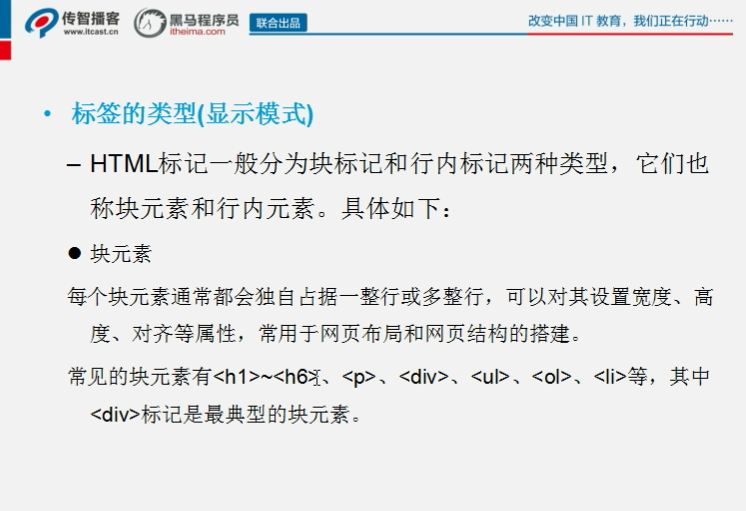 传智播客
www.itcast.cn
黑马程序员
itheima.com
联合出品
改变中国 IT 教育，我们正在行动……
• 标签的类型(显示模式)
– HTML标记一般分为块标记和行内标记两种类型，它们也
称块元素和行内元素。具体如下：
● 块元素
每个块元素通常都会独自占据一整行或多整行，可以对其设置宽度、高
度、对齐等属性，常用于网页布局和网页结构的搭建。
常见的块元素有<h1>~<h6>、<p>、<div>、<ul>、<ol>、<li>等，其中
<div>标记是最典型的块元素。